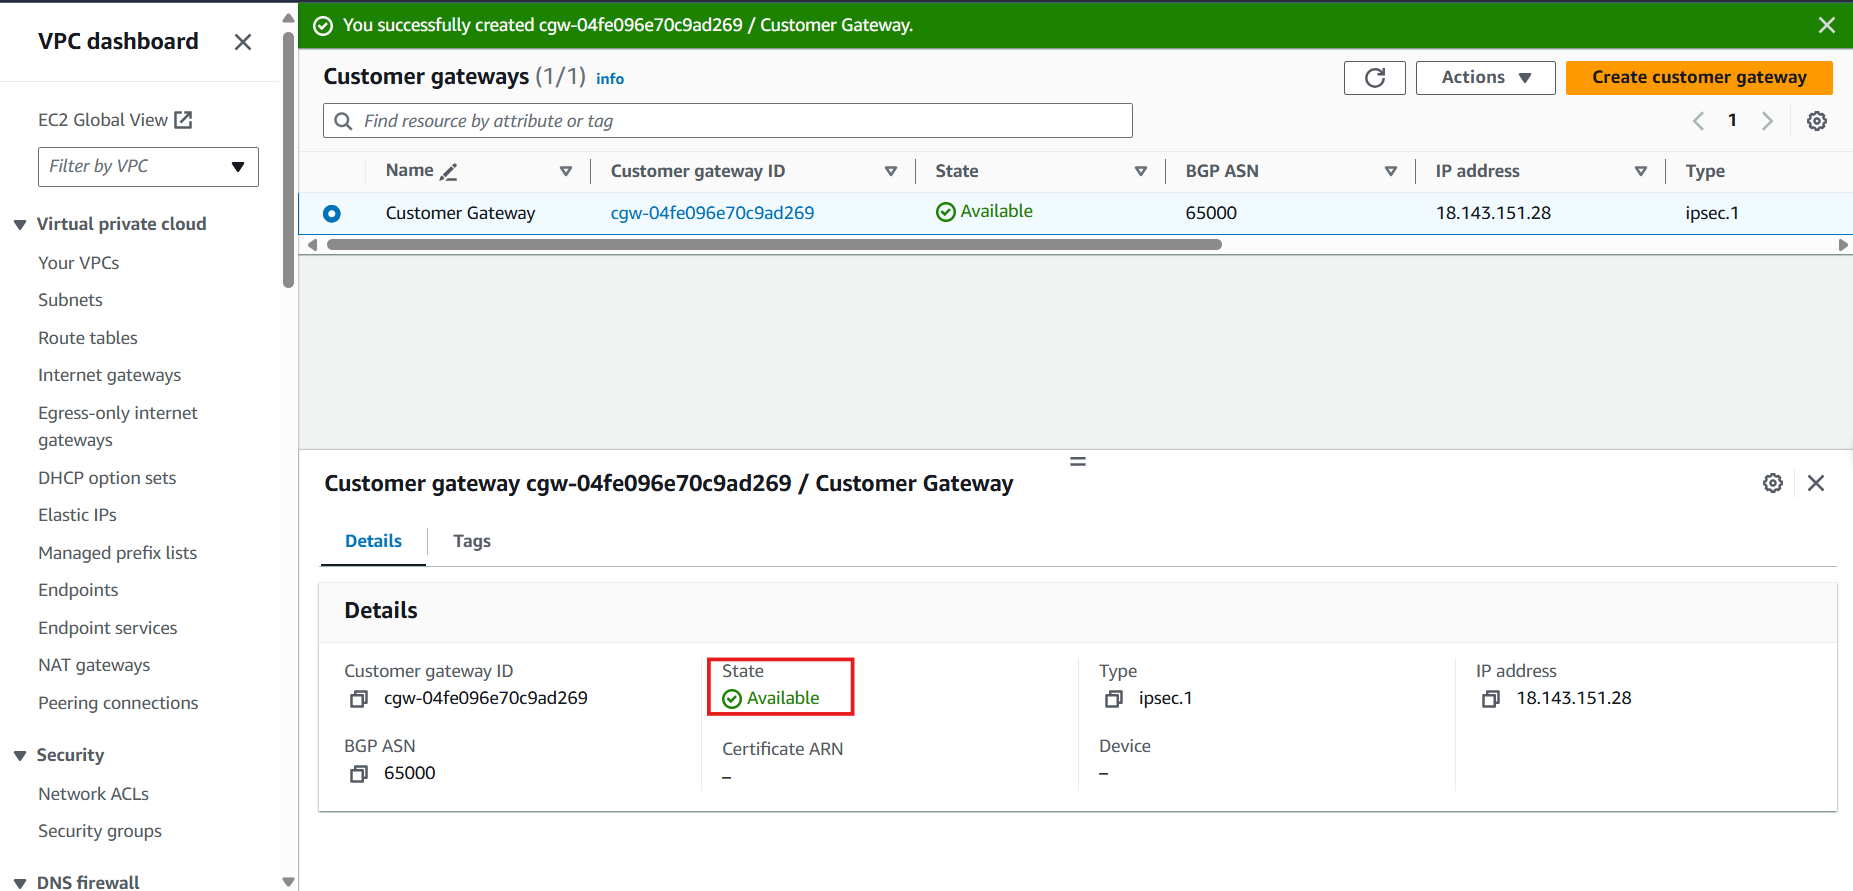 VPC dashboard
EC2 Global View
Filter by VPC
Virtual private cloud
Your VPCs
Subnets
Route tables
Internet gateways
Egress-only internet
gateways
DHCP option sets
Elastic IPs
Managed prefix lists
Endpoints
Endpoint services
NAT gateways
Peering connections
Security
Network ACLs
Security groups
DNS firewall
You successfully created cgw-04fe096e70c9ad269 / Customer Gateway.
Customer gateways (1/1) info
Actions
Create customer gateway
Find resource by attribute or tag
1
Name Customer gateway ID State BGP ASN IP address Type
Customer Gateway cgw-04fe096e70c9ad269 Available 65000 18.143.151.28 ipsec.1
Customer gateway cgw-04fe096e70c9ad269 / Customer Gateway
Details Tags
Details
Customer gateway ID
cgw-04fe096e70c9ad269
State
Available
Type
ipsec.1
IP address
18.143.151.28
BGP ASN
65000
Certificate ARN
–
Device
–